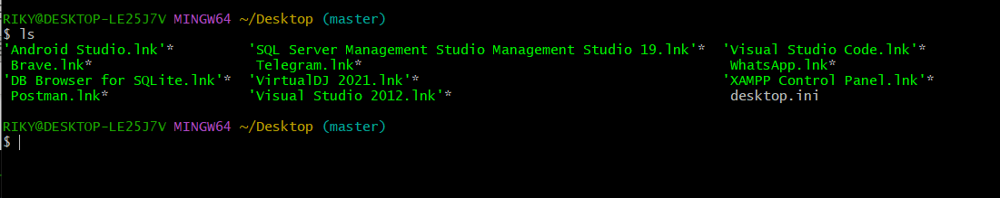 RIKY@DESKTOP-LE25J7V MINGW64 ~/Desktop (master)
$ ls
'Android Studio.lnk'*          'SQL Server Management Studio Management Studio 19.lnk'*  'Visual Studio Code.lnk'*
 Brave.lnk*                     Telegram.lnk*                                             WhatsApp.lnk*
'DB Browser for SQLite.lnk'*   'VirtualDJ 2021.lnk'*                                     'XAMPP Control Panel.lnk'*
 Postman.lnk*                  'Visual Studio 2012.lnk'*                                  desktop.ini
RIKY@DESKTOP-LE25J7V MINGW64 ~/Desktop (master)
$